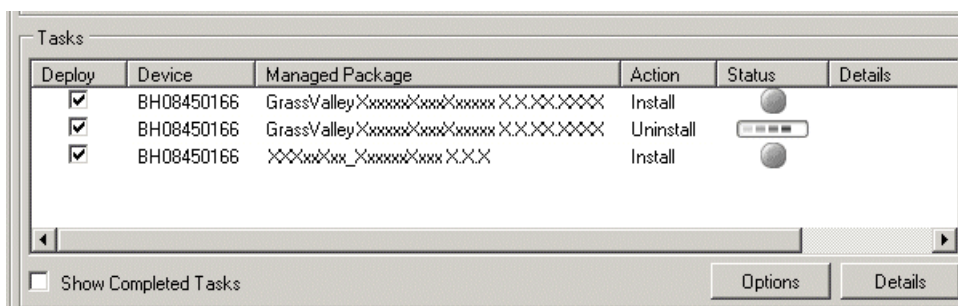 Tasks
Deploy Device Managed Package Action Status Details
BH08450166 GrassValleyXxxxxxXxxxXxxxxx X.X.XX.XXXX Install
BH08450166 GrassValleyXxxxxxXxxxXxxxxx X.X.XX.XXXX Uninstall
BH08450166 XXXxxXxx_XxxxxxXxxx X.X.X Install
Show Completed Tasks Options Details